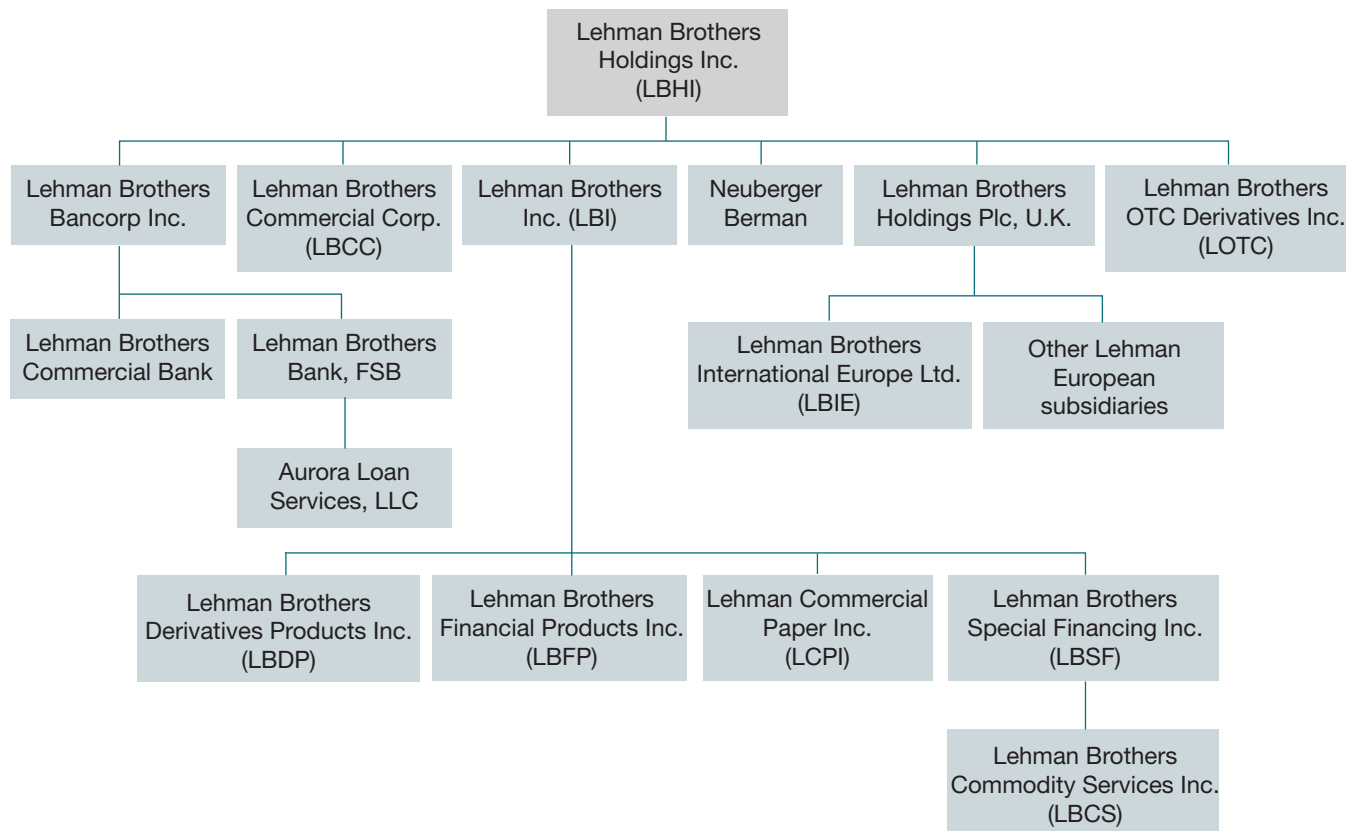 Lehman Brothers
Holdings Inc.
(LBHI)
Lehman Brothers
Bancorp Inc.
Lehman Brothers
Commercial Corp.
(LBCC)
Lehman Brothers
Inc. (LBI)
Neuberger
Berman
Lehman Brothers
Holdings Plc, U.K.
Lehman Brothers
OTC Derivatives Inc.
(LOTC)
Lehman Brothers
Commercial Bank
Lehman Brothers
Bank, FSB
Lehman Brothers
International Europe Ltd.
(LBIE)
Other Lehman
European
subsidiaries
Aurora Loan
Services, LLC
Lehman Brothers
Derivatives Products Inc.
(LBDP)
Lehman Brothers
Financial Products Inc.
(LBFP)
Lehman Commercial
Paper Inc.
(LCPI)
Lehman Brothers
Special Financing Inc.
(LBSF)
Lehman Brothers
Commodity Services Inc.
(LBCS)